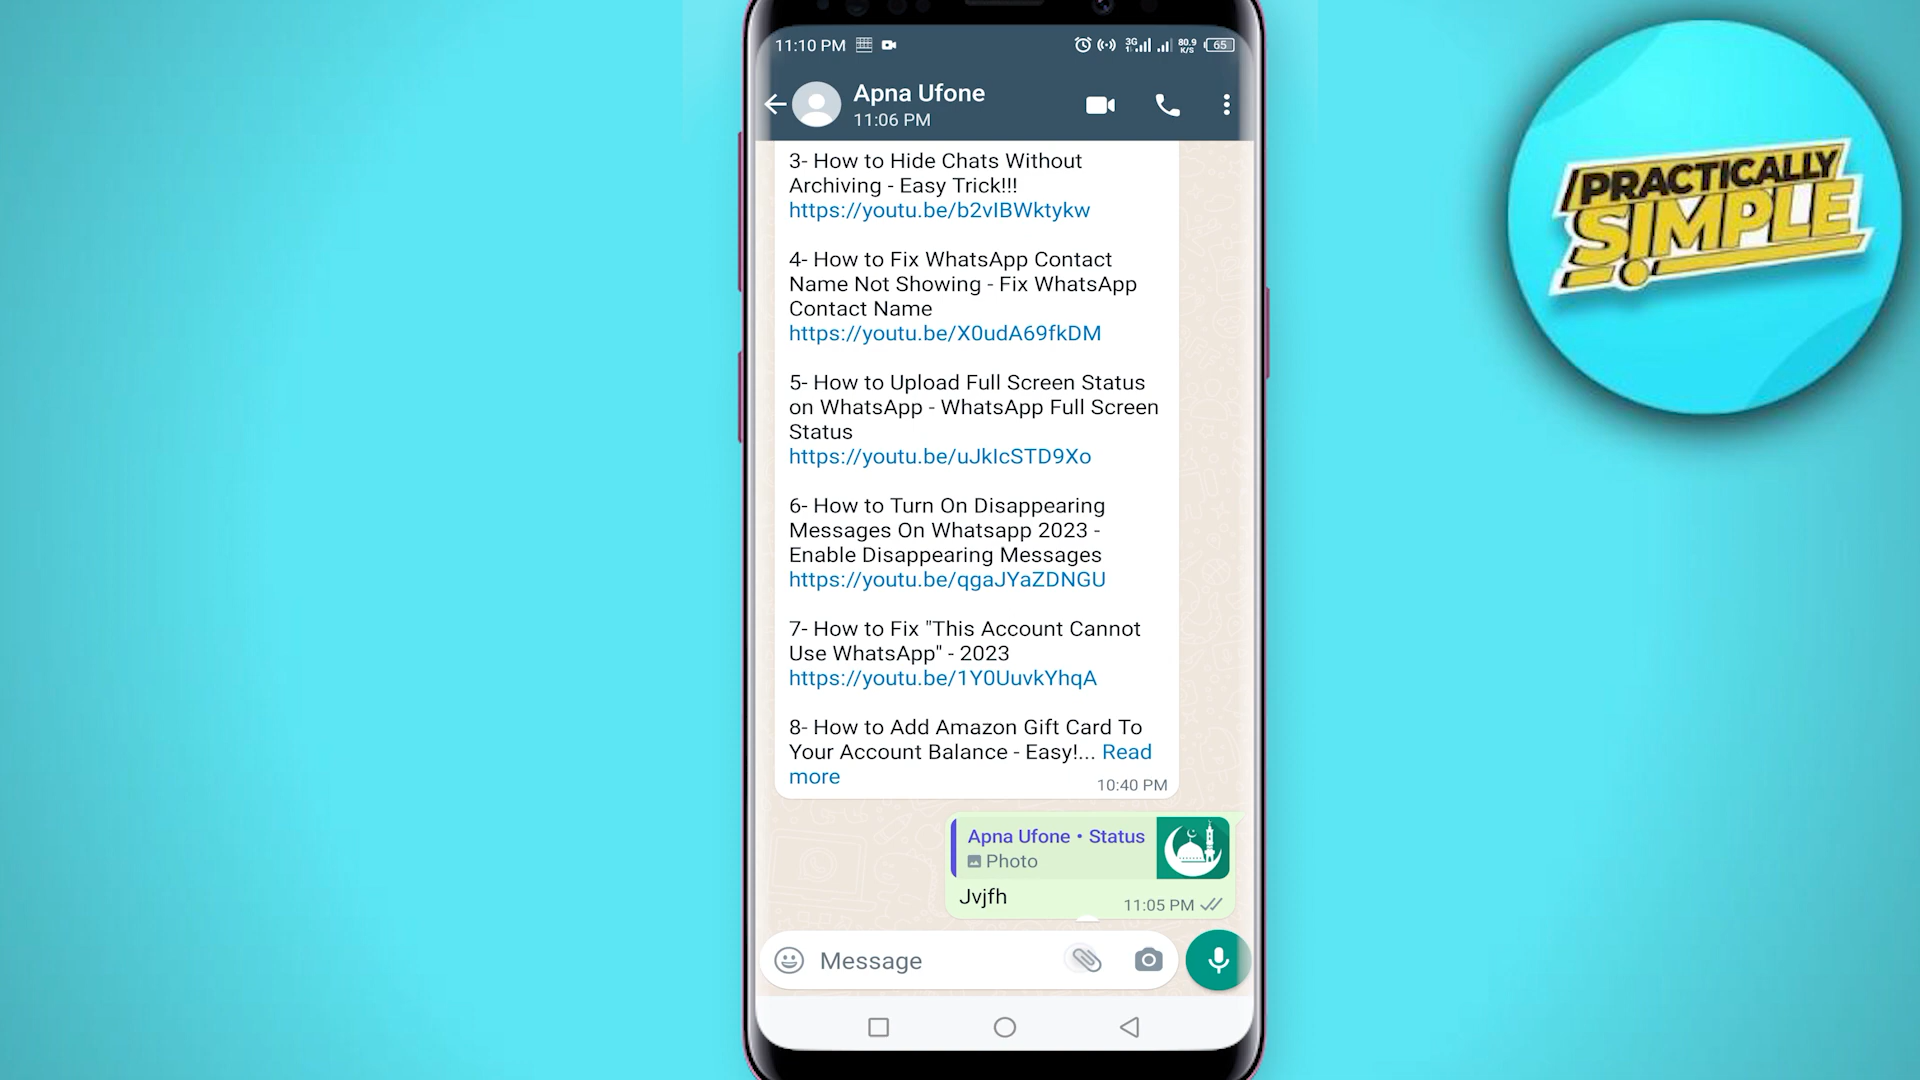 11:10 PM
3G
80.9
K/S
65
Apna Ufone
11:06 PM
3- How to Hide Chats Without
Archiving - Easy Trick!!!
https://youtu.be/b2vIBWktykw
4- How to Fix WhatsApp Contact
Name Not Showing - Fix WhatsApp
Contact Name
https://youtu.be/X0udA69fkDM
5- How to Upload Full Screen Status
on WhatsApp - WhatsApp Full Screen
Status
https://youtu.be/uJkIcSTD9Xo
6- How to Turn On Disappearing
Messages On Whatsapp 2023 -
Enable Disappearing Messages
https://youtu.be/qgaJYaZDNGU
7- How to Fix "This Account Cannot
Use WhatsApp" - 2023
https://youtu.be/1Y0UuvkYhqA
8- How to Add Amazon Gift Card To
Your Account Balance - Easy!... Read
more
10:40 PM
Apna Ufone • Status
Photo
Jvjfh
11:05 PM
Message
PRACTICALLY
SIMPLE